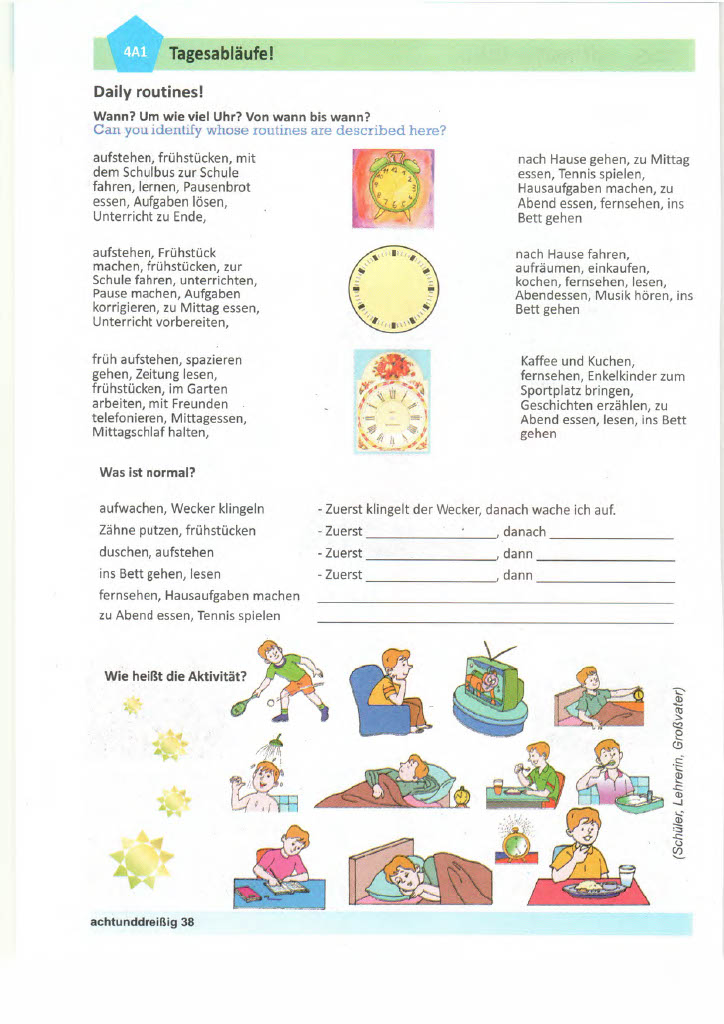 4A1 Tagesabläufe!
Daily routines!
Wann? Um wie viel Uhr? Von wann bis wann?
Can you identify whose routines are described here?
aufstehen, frühstücken, mit
dem Schulbus zur Schule
fahren, lernen, Pausenbrot
essen, Aufgaben lösen,
Unterricht zu Ende,
nach Hause gehen, zu Mittag
essen, Tennis spielen,
Hausaufgaben machen, zu
Abend essen, fernsehen, ins
Bett gehen
aufstehen, Frühstück
machen, frühstücken, zur
Schule fahren, unterrichten,
Pause machen, Aufgaben
korrigieren, zu Mittag essen,
Unterricht vorbereiten,
nach Hause fahren,
aufräumen, einkaufen,
kochen, fernsehen, lesen,
Abendessen, Musik hören, ins
Bett gehen
früh aufstehen, spazieren
gehen, Zeitung lesen,
frühstücken, im Garten
arbeiten, mit Freunden
telefonieren, Mittagessen,
Mittagschlaf halten,
Kaffee und Kuchen,
fernsehen, Enkelkinder zum
Sportplatz bringen,
Geschichten erzählen, zu
Abend essen, lesen, ins Bett
gehen
Was ist normal?
aufwachen, Wecker klingeln - Zuerst klingelt der Wecker, danach wache ich auf.
Zähne putzen, frühstücken - Zuerst ____, danach ____
duschen, aufstehen - Zuerst ____, dann ____
ins Bett gehen, lesen - Zuerst ____, dann ____
fernsehen, Hausaufgaben machen
zu Abend essen, Tennis spielen
Wie heißt die Aktivität?
(Schüler, Lehrerin, Großvater)
achtunddreißig 38